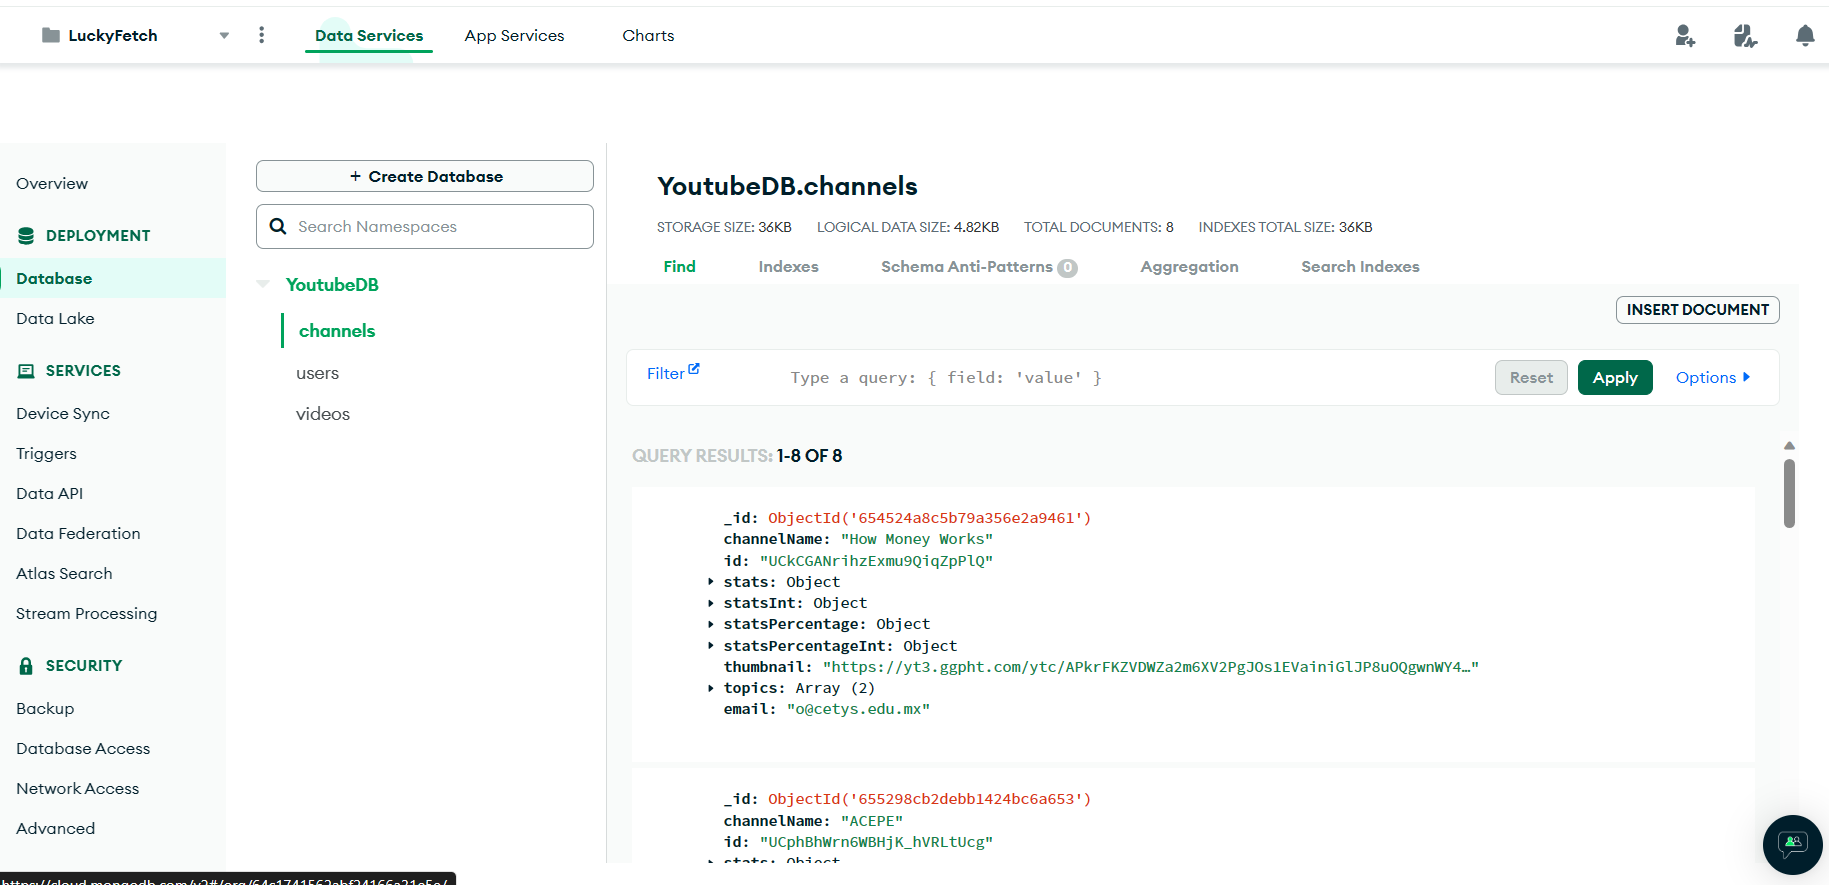 LuckyFetch
Data Services
App Services
Charts
Overview
DEPLOYMENT
Database
Data Lake
SERVICES
Device Sync
Triggers
Data API
Data Federation
Atlas Search
Stream Processing
SECURITY
Backup
Database Access
Network Access
Advanced
+ Create Database
Search Namespaces
YoutubeDB
channels
users
videos
YoutubeDB.channels
STORAGE SIZE: 36KB LOGICAL DATA SIZE: 4.82KB TOTAL DOCUMENTS: 8 INDEXES TOTAL SIZE: 36KB
Find Indexes Schema Anti-Patterns 0 Aggregation Search Indexes
INSERT DOCUMENT
Filter Type a query: { field: 'value' } Reset Apply Options
QUERY RESULTS: 1-8 OF 8
_id: ObjectId('654524a8c5b79a356e2a9461')
channelName: "How Money Works"
id: "UCkCGANrihzExmu9QiqZpPlQ"
stats: Object
statsInt: Object
statsPercentage: Object
statsPercentageInt: Object
thumbnail: "https://yt3.ggpht.com/ytc/APkrFKZVDWZa2m6XV2PgJOs1EVainiGlJP8uOQgwnWY4…"
topics: Array (2)
email: "o@cetys.edu.mx"
_id: ObjectId('655298cb2debb1424bc6a653')
channelName: "ACEPE"
id: "UCphBhWrn6WBHjK_hVRLtUcg"
stats: Object